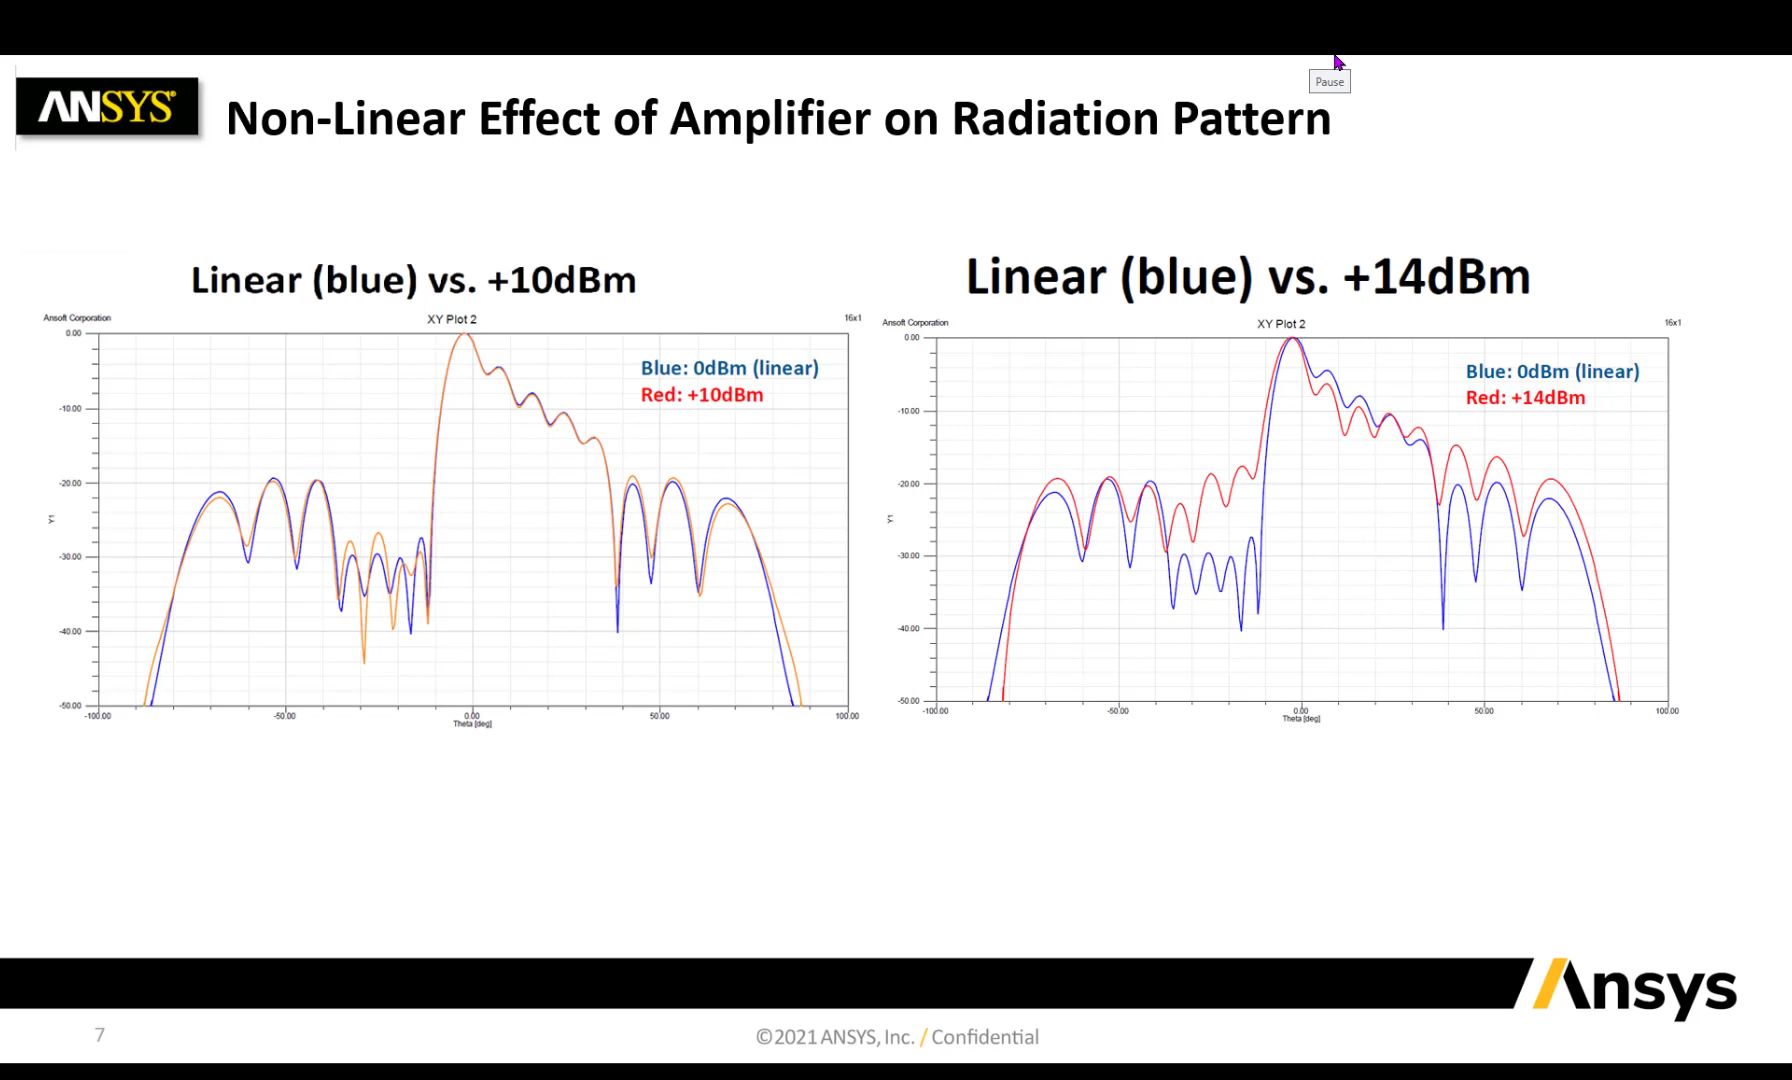 Pause
ANSYS
Non-Linear Effect of Amplifier on Radiation Pattern
Linear (blue) vs. +10dBm
Ansoft Corporation
XY Plot 2
16x1
Blue: 0dBm (linear)
Red: +10dBm
0.00
-10.00
-20.00
-30.00
-40.00
-50.00
Y1
-100.00
-50.00
0.00
50.00
100.00
Theta [deg]
Linear (blue) vs. +14dBm
Ansoft Corporation
XY Plot 2
16x1
Blue: 0dBm (linear)
Red: +14dBm
0.00
-10.00
-20.00
-30.00
-40.00
-50.00
Y1
-100.00
-50.00
0.00
50.00
100.00
Theta [deg]
Ansys
7
©2021 ANSYS, Inc. / Confidential